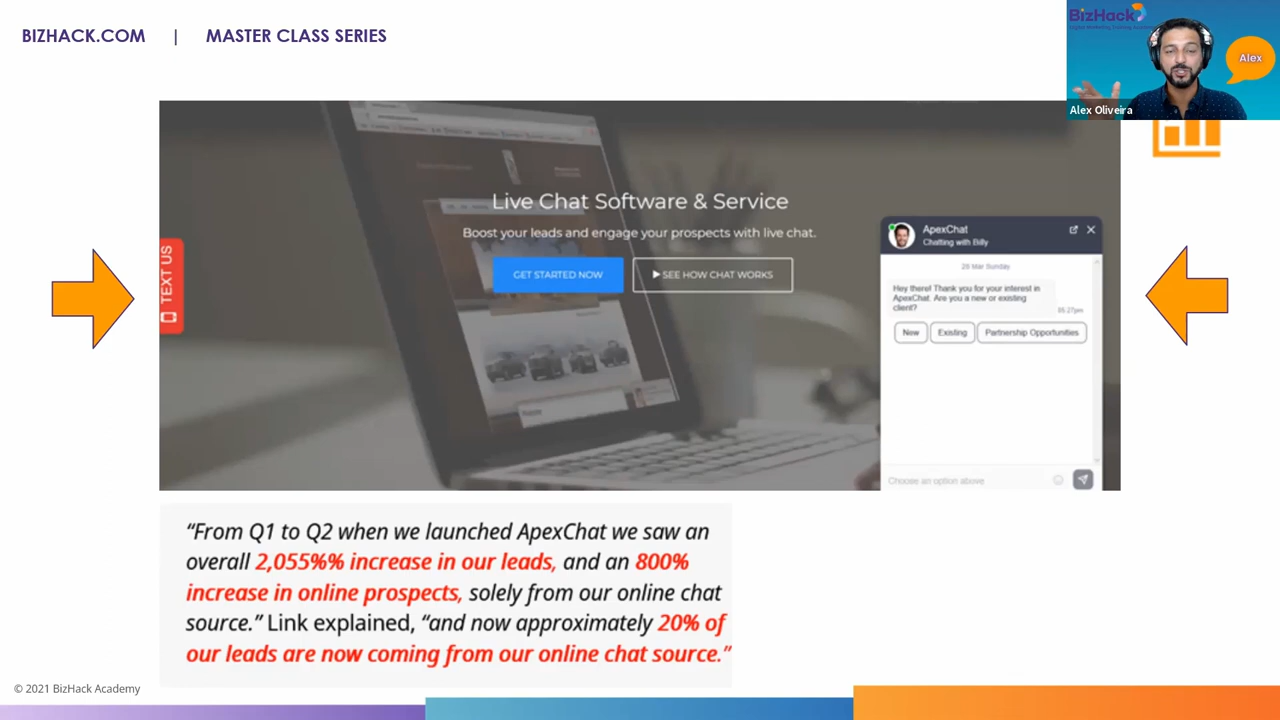 BIZHACK.COM | MASTER CLASS SERIES
BizHack
Alex
Alex Oliveira
Live Chat Software & Service
Boost your leads and engage your prospects with live chat.
GET STARTED NOW
SEE HOW CHAT WORKS
TEXT US
ApexChat
Chatting with Billy
29 Mar Sunday
Hey there! Thank you for your interest in
ApexChat. Are you a new or existing
client?
05:27pm
New
Existing
Partnership Opportunities
Choose an option above
“From Q1 to Q2 when we launched ApexChat we saw an
overall 2,055%% increase in our leads, and an 800%
increase in online prospects, solely from our online chat
source.” Link explained, “and now approximately 20% of
our leads are now coming from our online chat source.”
© 2021 BizHack Academy